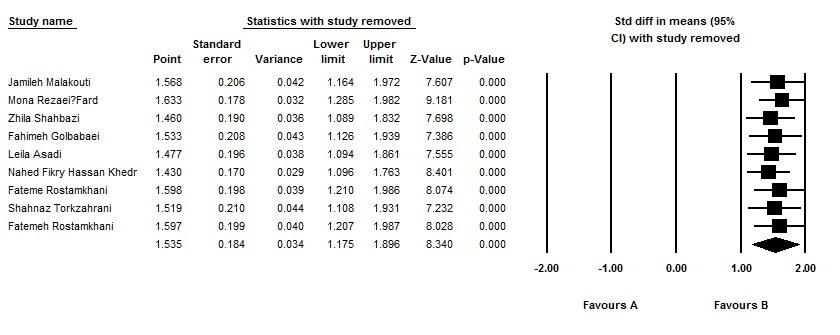 Study name Statistics with study removed Std diff in means (95%
CI) with study removed
Standard Lower Upper
Point error Variance limit limit Z-Value p-Value
Jamileh Malakouti 1.568 0.206 0.042 1.164 1.972 7.607 0.000
Mona Rezaei?Fard 1.633 0.178 0.032 1.285 1.982 9.181 0.000
Zhila Shahbazi 1.460 0.190 0.036 1.089 1.832 7.698 0.000
Fahimeh Golbabaei 1.533 0.208 0.043 1.126 1.939 7.386 0.000
Leila Asadi 1.477 0.196 0.038 1.094 1.861 7.555 0.000
Nahed Fikry Hassan Khedr 1.430 0.170 0.029 1.096 1.763 8.401 0.000
Fateme Rostamkhani 1.598 0.198 0.039 1.210 1.986 8.074 0.000
Shahnaz Torkzahrani 1.519 0.210 0.044 1.108 1.931 7.232 0.000
Fatemeh Rostamkhani 1.597 0.199 0.040 1.207 1.987 8.028 0.000
1.535 0.184 0.034 1.175 1.896 8.340 0.000
-2.00 -1.00 0.00 1.00 2.00
Favours A Favours B